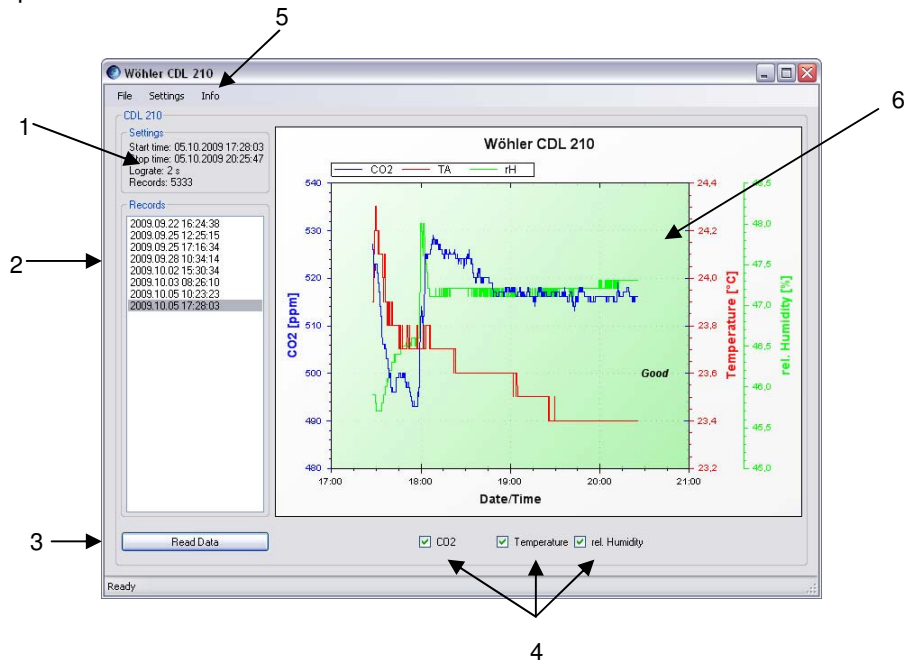 5
Wöhler CDL 210
File Settings Info
6
CDL 210
1
Settings
Start time: 05.10.2009 17:28:03
Stop time: 05.10.2009 20:25:47
Lograte: 2 s
Records: 5333
Records
2009.09.22 16:24:38
2009.09.25 12:25:15
2009.09.25 17:16:34
2009.09.28 10:34:14
2009.10.02 15:30:34
2009.10.03 08:26:10
2009.10.05 10:23:23
2009.10.05 17:28:03
2
Wöhler CDL 210
CO2 TA rH
540
530
520
510
500
490
480
CO2 [ppm]
24,4
24,2
24,0
23,8
23,6
23,4
23,2
Temperature [°C]
48,5
48,0
47,5
47,0
46,5
46,0
45,5
45,0
rel. Humidity [%]
Good
17:00 18:00 19:00 20:00 21:00
Date/Time
3
Read Data
CO2 Temperature rel. Humidity
Ready
4